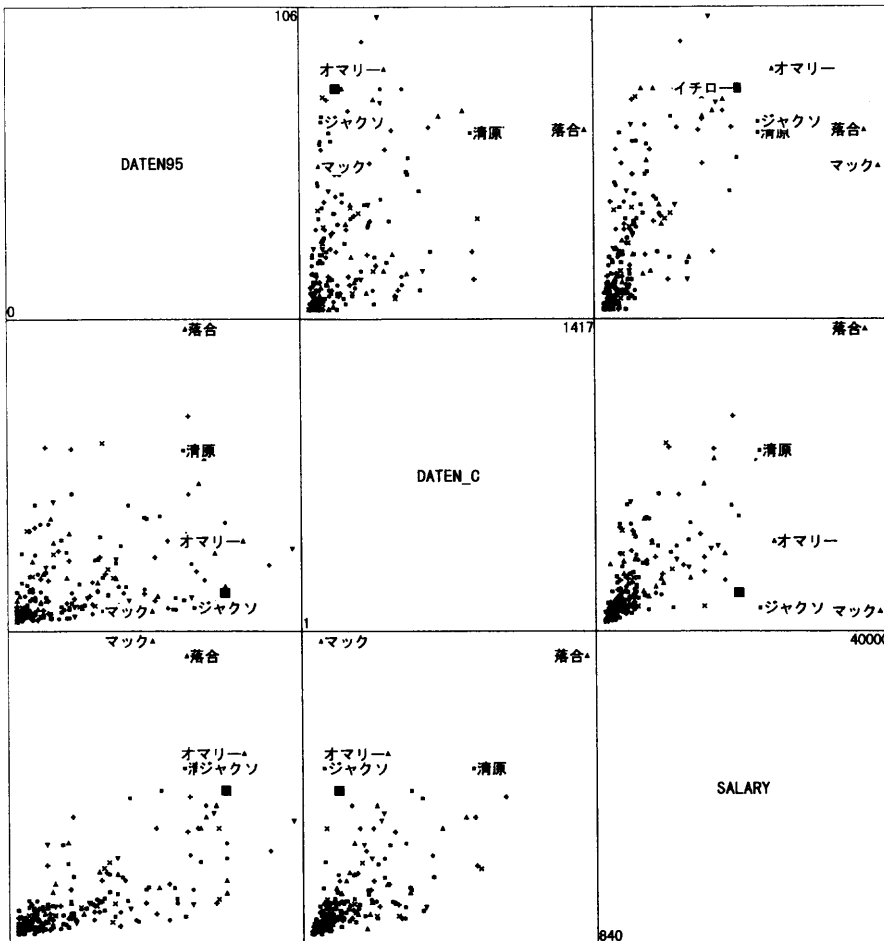 106
オマリー
オマリー
イチロー
ジャクソ
ジャクソ
清原
落合
清原
落合
DATEN95
マック
マック
0
落合
1417
落合
清原
清原
DATEN_C
オマリー
オマリー
マック
ジャクソ
ジャクソ
マック
1
マック
マック
40000
落合
落合
オマリー
オマリー
ジャクソ
ジャクソ
清原
SALARY
840